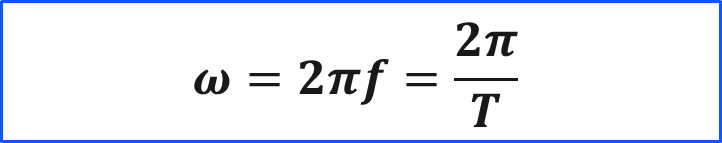 ω = 2πf = 2π/T